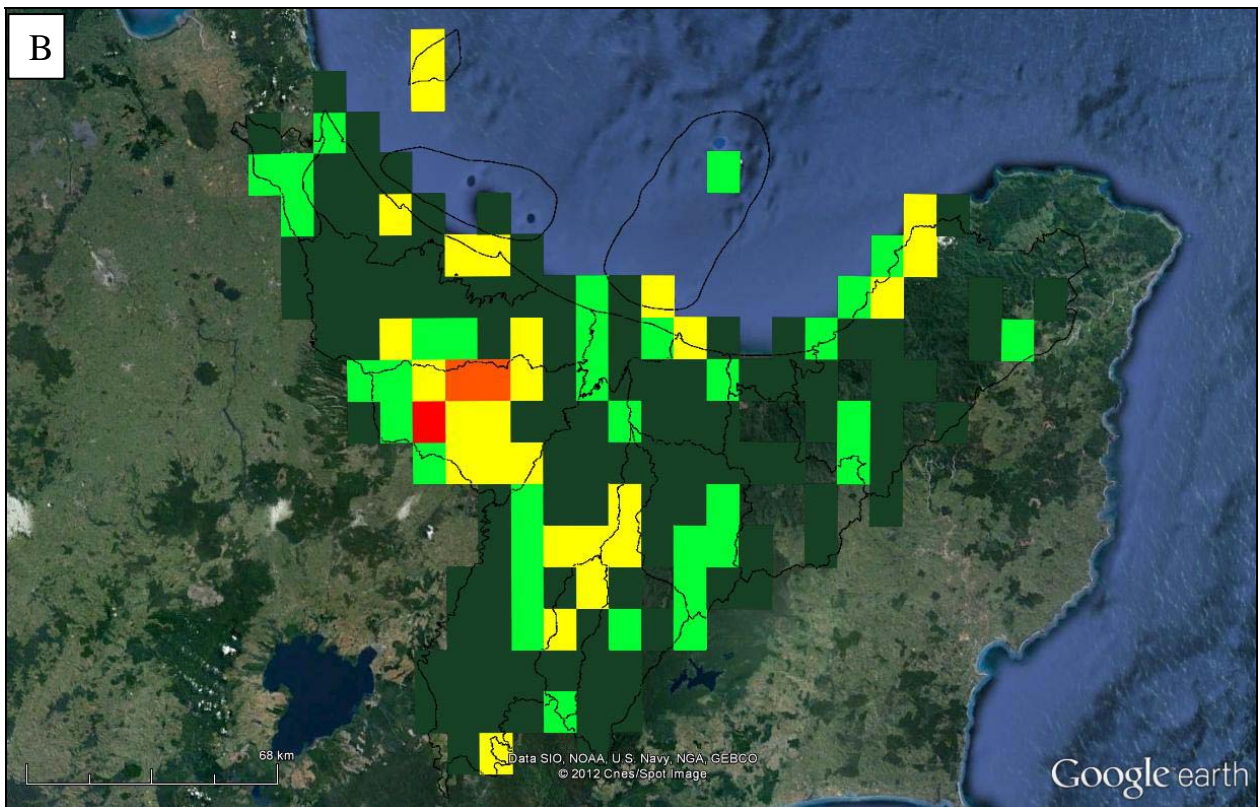 B
68 km
Data SIO, NOAA, U.S. Navy, NGA, GEBCO
© 2012 Cnes/Spot Image
Google earth